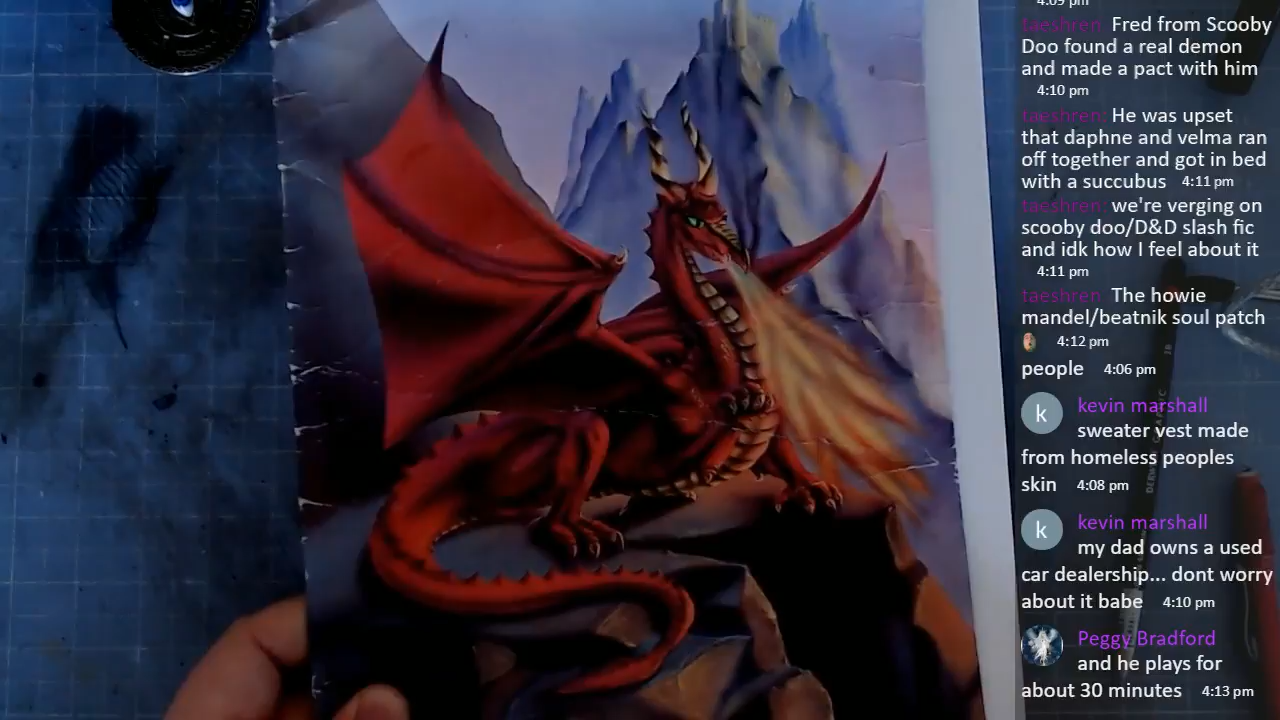 4:09 pm
taeshren: Fred from Scooby
Doo found a real demon
and made a pact with him
4:10 pm
taeshren: He was upset
that daphne and velma ran
off together and got in bed
with a succubus 4:11 pm
taeshren: we're verging on
scooby doo/D&D slash fic
and idk how I feel about it
4:11 pm
taeshren: The howie
mandel/beatnik soul patch
4:12 pm
people 4:06 pm
k kevin marshall
sweater vest made
from homeless peoples
skin 4:08 pm
k kevin marshall
my dad owns a used
car dealership... dont worry
about it babe 4:10 pm
Peggy Bradford
and he plays for
about 30 minutes 4:13 pm